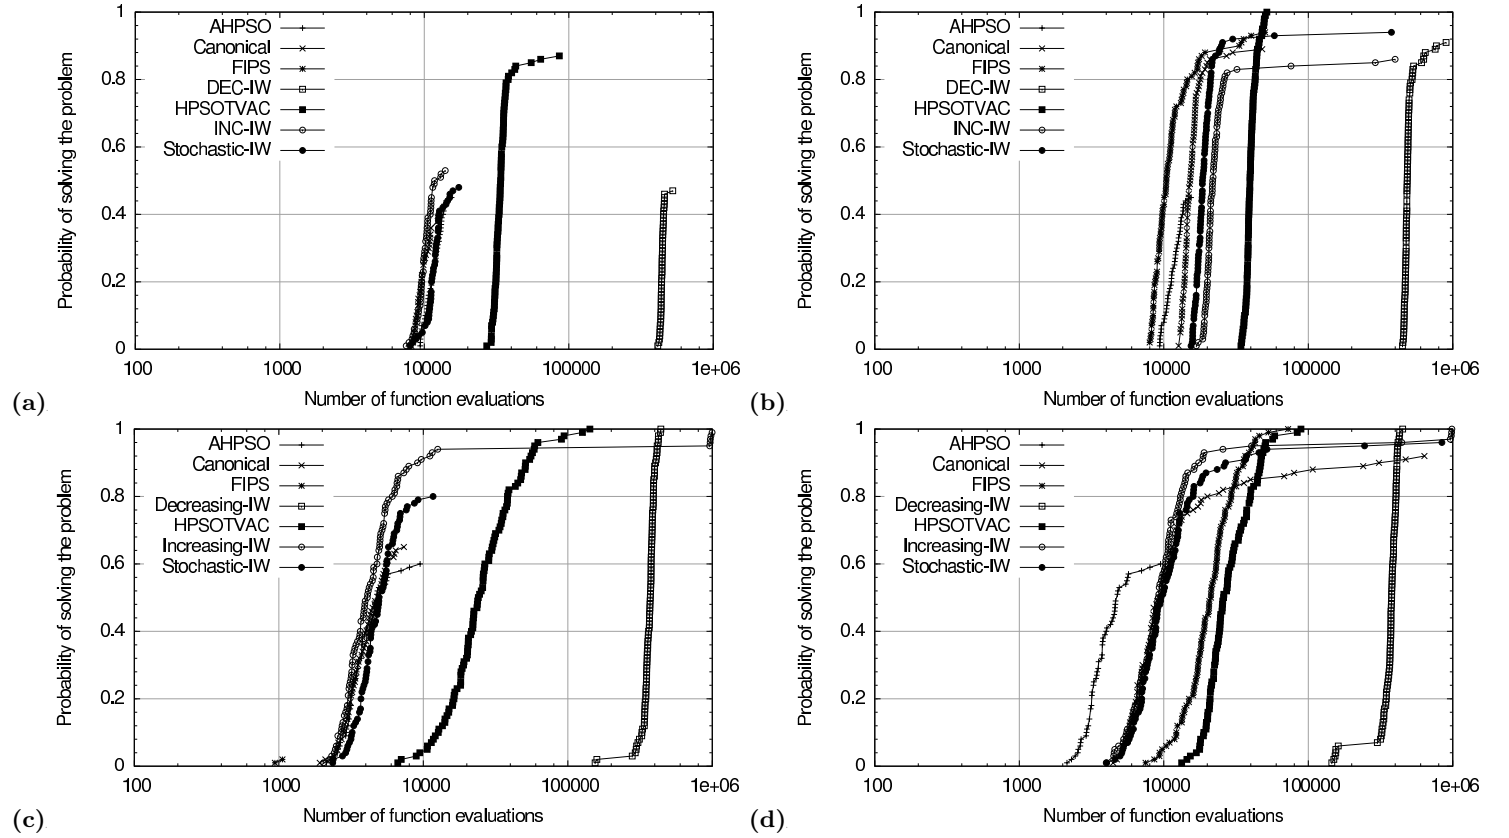 Probability of solving the problem
1
0.8
0.6
0.4
0.2
0
AHPSO
Canonical
FIPS
DEC-IW
HPSOTVAC
INC-IW
Stochastic-IW
100 1000 10000 100000 1e+06
(a) Number of function evaluations
Probability of solving the problem
1
0.8
0.6
0.4
0.2
0
AHPSO
Canonical
FIPS
DEC-IW
HPSOTVAC
INC-IW
Stochastic-IW
100 1000 10000 100000 1e+06
(b) Number of function evaluations
Probability of solving the problem
1
0.8
0.6
0.4
0.2
0
AHPSO
Canonical
FIPS
Decreasing-IW
HPSOTVAC
Increasing-IW
Stochastic-IW
100 1000 10000 100000 1e+06
(c) Number of function evaluations
Probability of solving the problem
1
0.8
0.6
0.4
0.2
0
AHPSO
Canonical
FIPS
Decreasing-IW
HPSOTVAC
Increasing-IW
Stochastic-IW
100 1000 10000 100000 1e+06
(d) Number of function evaluations